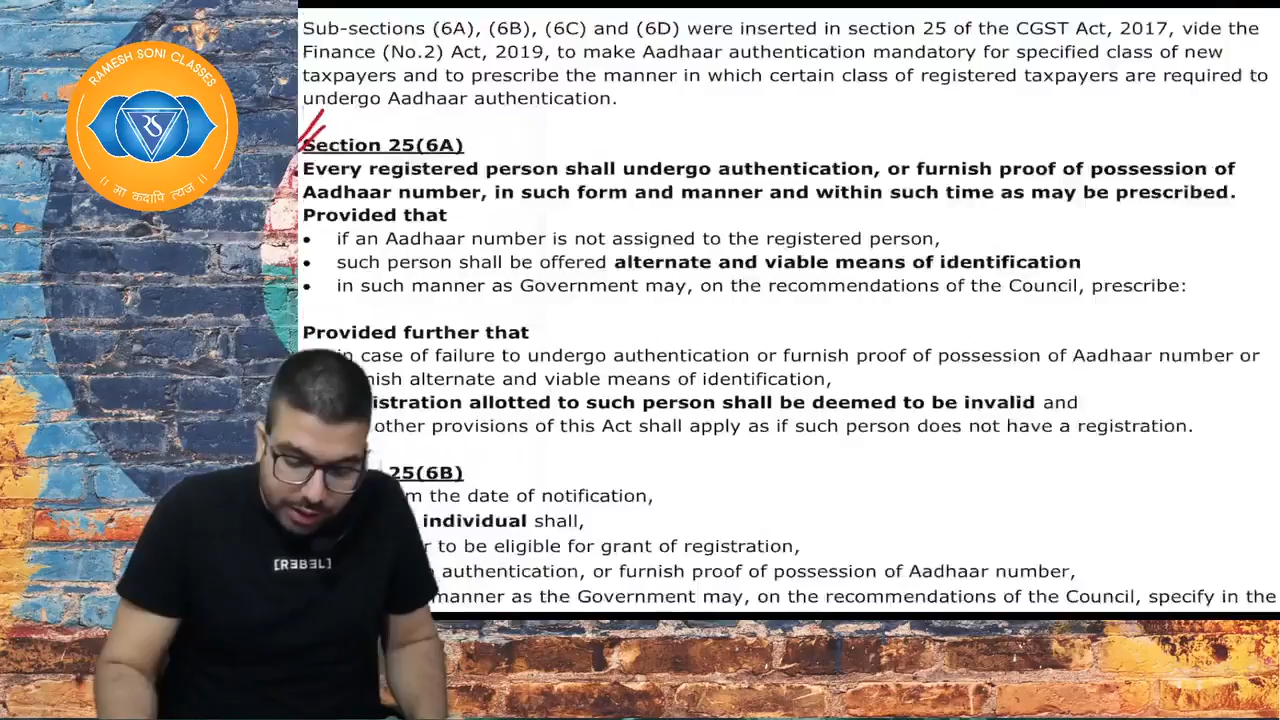 RAMESH SONI CLASSES
RS
।। मा कदापि त्यज ।।
Sub-sections (6A), (6B), (6C) and (6D) were inserted in section 25 of the CGST Act, 2017, vide the
Finance (No.2) Act, 2019, to make Aadhaar authentication mandatory for specified class of new
taxpayers and to prescribe the manner in which certain class of registered taxpayers are required to
undergo Aadhaar authentication.
Section 25(6A)
Every registered person shall undergo authentication, or furnish proof of possession of
Aadhaar number, in such form and manner and within such time as may be prescribed.
Provided that
• if an Aadhaar number is not assigned to the registered person,
• such person shall be offered alternate and viable means of identification
• in such manner as Government may, on the recommendations of the Council, prescribe:
Provided further that
in case of failure to undergo authentication or furnish proof of possession of Aadhaar number or
nish alternate and viable means of identification,
istration allotted to such person shall be deemed to be invalid and
other provisions of this Act shall apply as if such person does not have a registration.
25(6B)
m the date of notification,
individual shall,
r to be eligible for grant of registration,
authentication, or furnish proof of possession of Aadhaar number,
manner as the Government may, on the recommendations of the Council, specify in the
[REBEL]